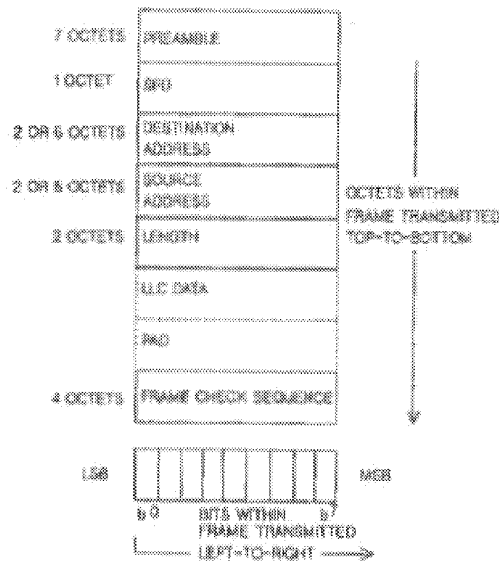 7 OCTETS
PREAMBLE
1 OCTET
SFD
2 OR 6 OCTETS
DESTINATION
ADDRESS
2 OR 6 OCTETS
SOURCE
ADDRESS
2 OCTETS
LENGTH
LLC DATA
PAD
4 OCTETS
FRAME CHECK SEQUENCE
OCTETS WITHIN
FRAME TRANSMITTED
TOP-TO-BOTTOM
LSB
MSB
b 0
b 7
BITS WITHIN
FRAME TRANSMITTED
LEFT-TO-RIGHT